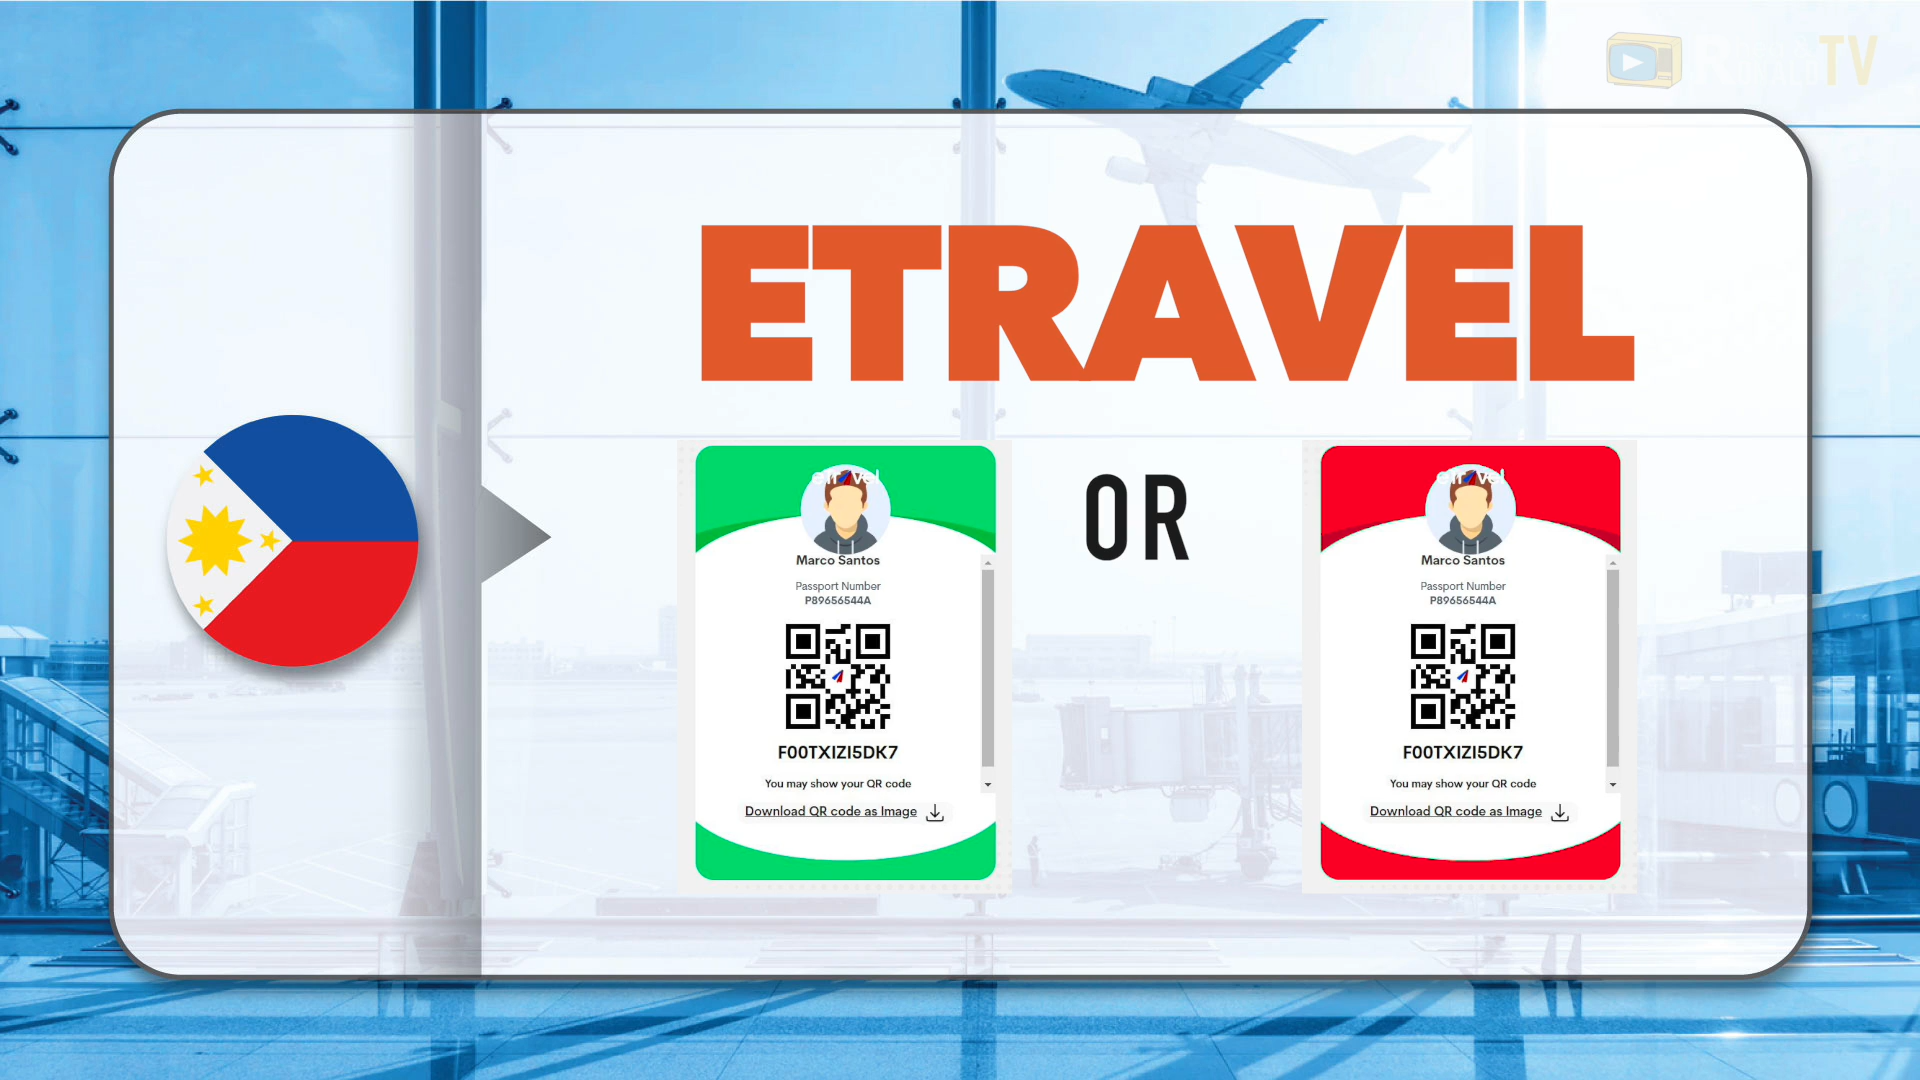 TV
ETRAVEL
OR
Marco Santos
Passport Number
P89656544A
F00TXIZI5DK7
You may show your QR code
Download QR code as Image
Marco Santos
Passport Number
P89656544A
F00TXIZI5DK7
You may show your QR code
Download QR code as Image